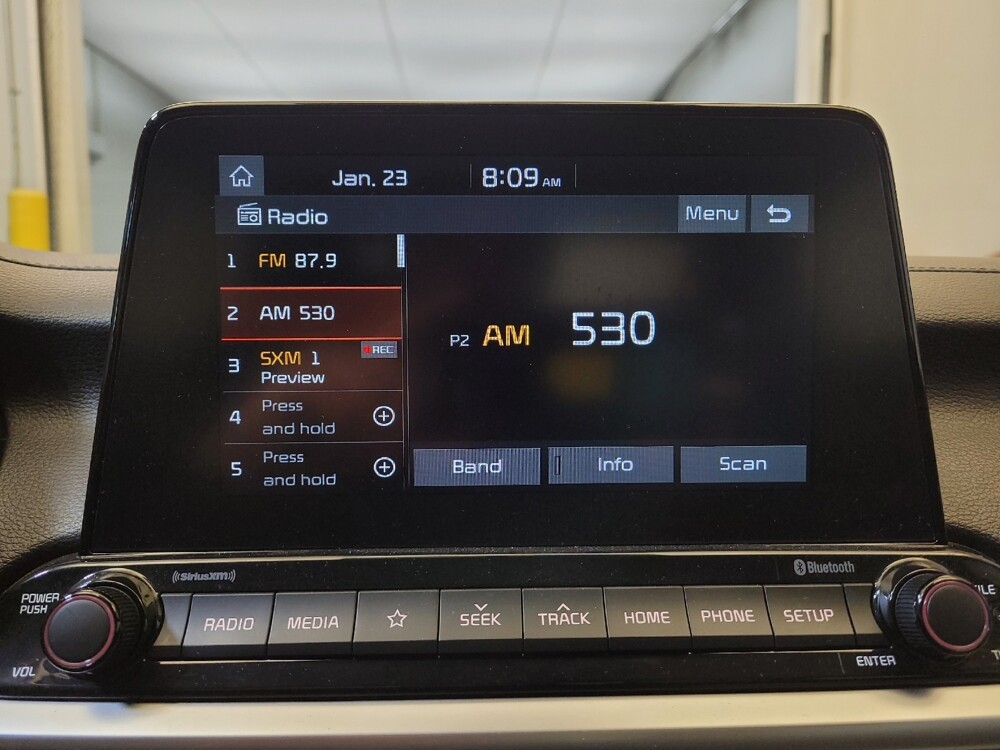 Jan. 23 8:09 AM
Radio Menu
1 FM 87.9
2 AM 530
3 SXM 1 REC
Preview
4 Press
and hold
5 Press
and hold
P2 AM 530
Band Info Scan
((SiriusXM)) Bluetooth
POWER
PUSH
VOL
RADIO MEDIA SEEK TRACK HOME PHONE SETUP
ENTER